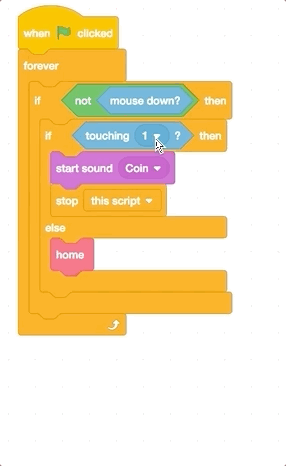 when clicked
forever
if not mouse down? then
if touching 1 ? then
start sound Coin
stop this script
else
home